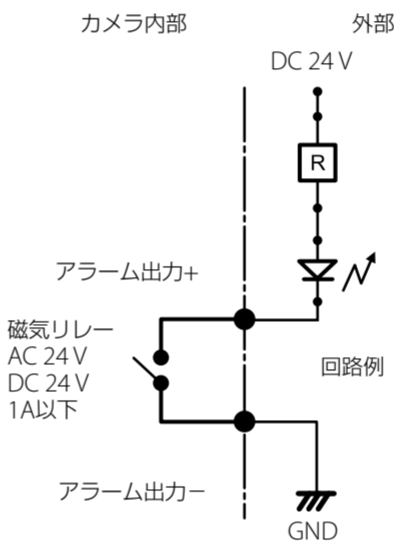 カメラ内部
外部
DC 24 V
R
アラーム出力+
磁気リレー
AC 24 V
DC 24 V
1A以下
回路例
アラーム出力−
GND